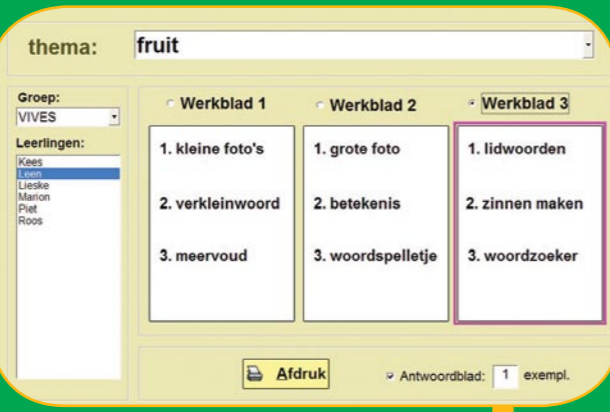 thema: fruit
Groep:
VIVES
Leerlingen:
Kees
Leen
Lieske
Marion
Piet
Roos
Werkblad 1
1. kleine foto's
2. verkleinwoord
3. meervoud
Werkblad 2
1. grote foto
2. betekenis
3. woordspelletje
Werkblad 3
1. lidwoorden
2. zinnen maken
3. woordzoeker
Afdruk
Antwoordblad: 1 exempl.